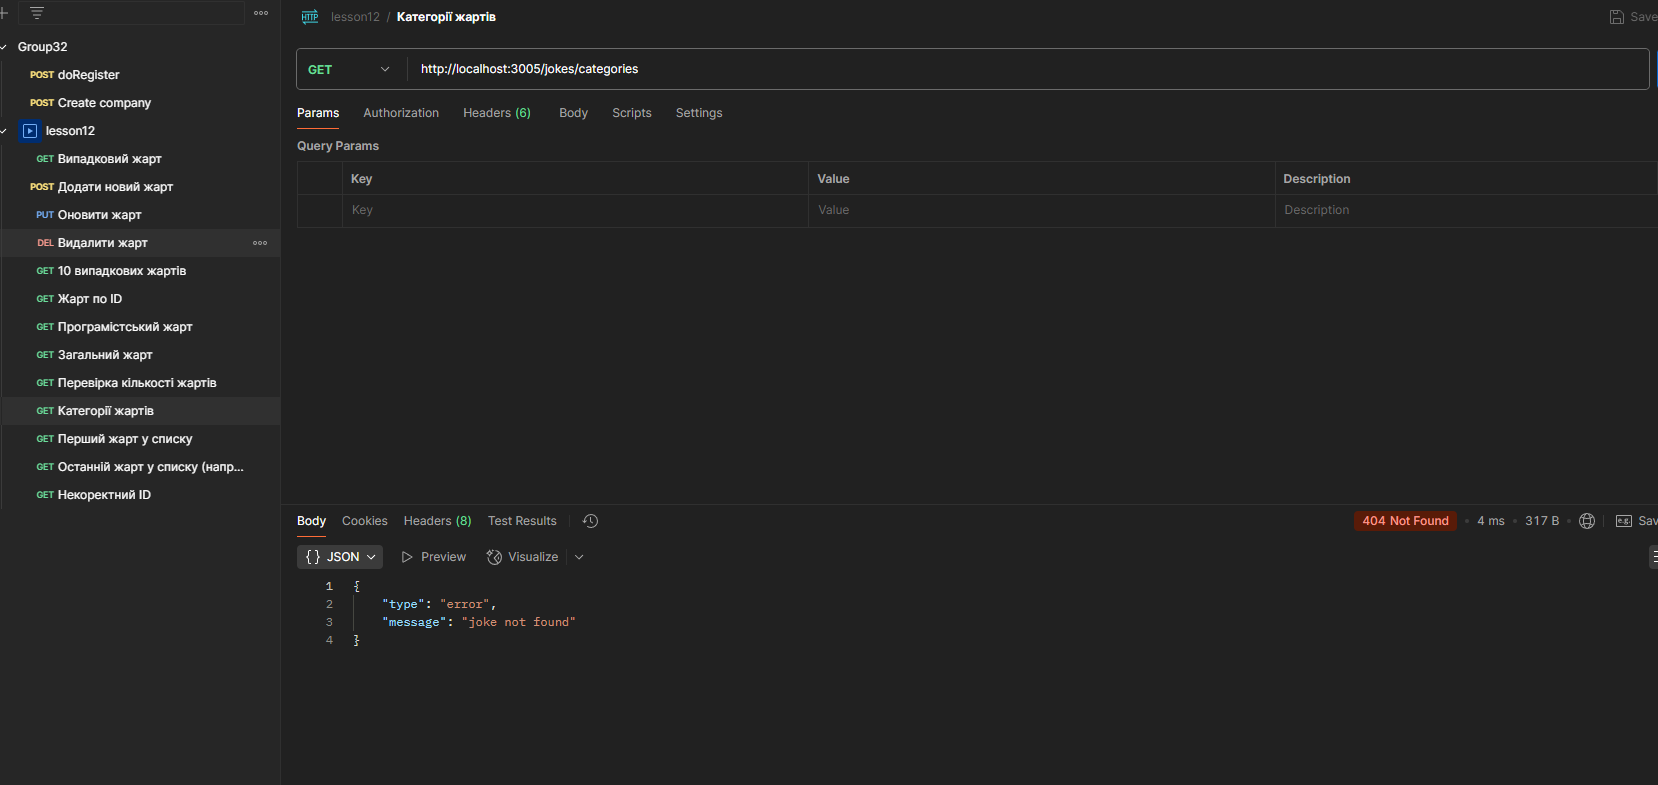 Group32
POST doRegister
POST Create company
lesson12
GET Випадковий жарт
POST Додати новий жарт
PUT Оновити жарт
DEL Видалити жарт
GET 10 випадкових жартів
GET Жарт по ID
GET Програмістський жарт
GET Загальний жарт
GET Перевірка кількості жартів
GET Категорії жартів
GET Перший жарт у списку
GET Останній жарт у списку (напр...
GET Некоректний ID
HTTP lesson12 / Категорії жартів
Save
GET http://localhost:3005/jokes/categories
Params Authorization Headers (6) Body Scripts Settings
Query Params
Key Value Description
Key Value Description
Body Cookies Headers (8) Test Results
404 Not Found • 4 ms • 317 B • e.g. Sav
{} JSON Preview Visualize
1 {
2 "type": "error",
3 "message": "joke not found"
4 }